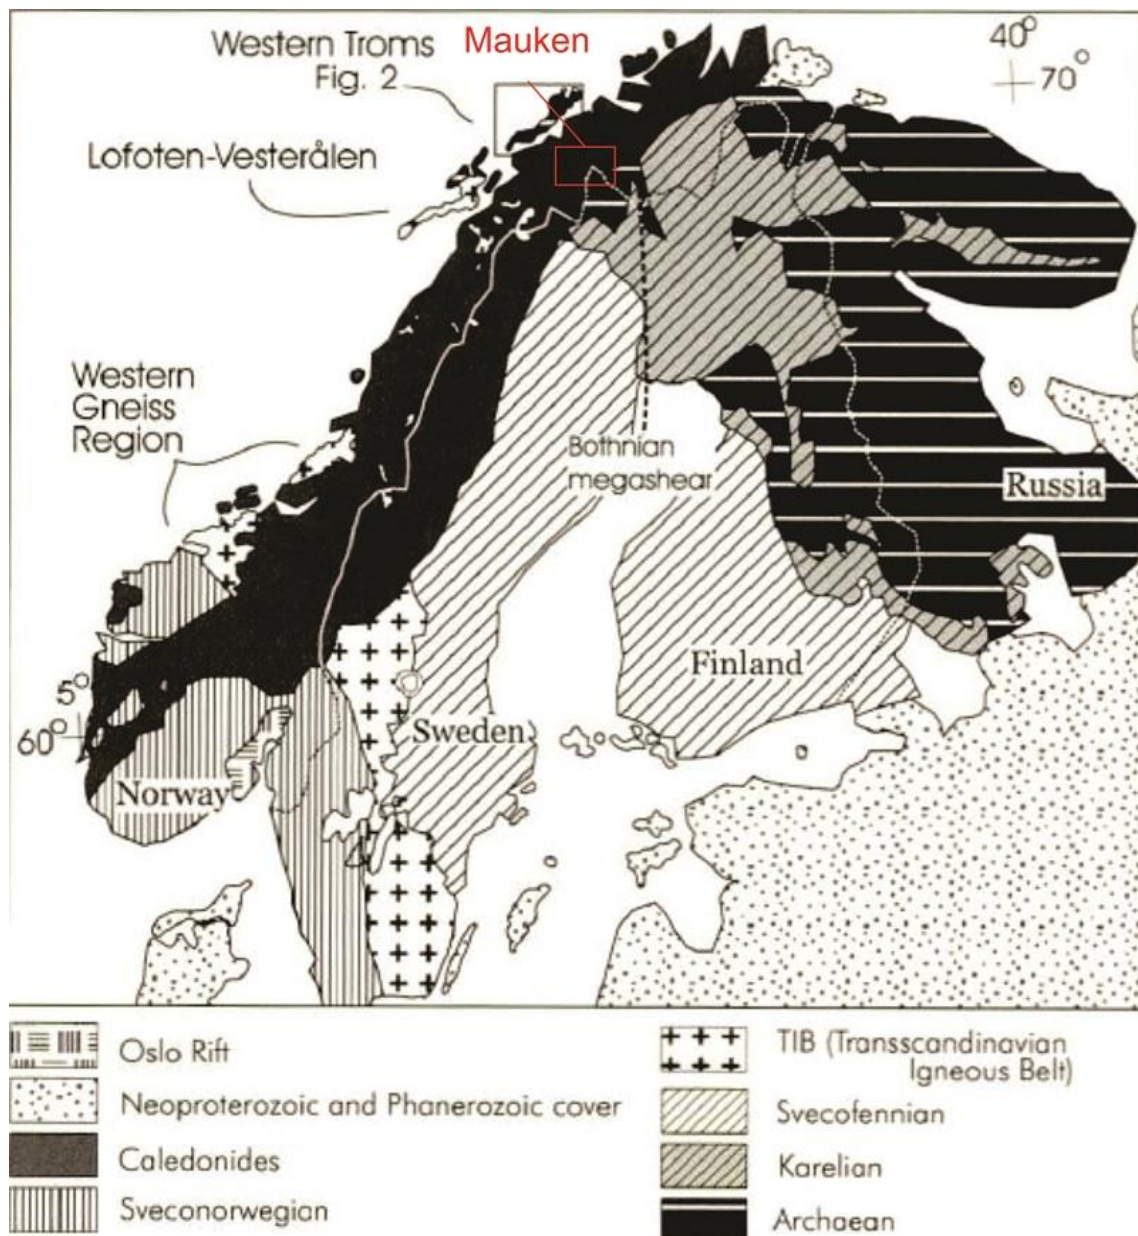 Western Troms
Fig. 2
Mauken
40°
70°
Lofoten-Vesterålen
Western
Gneiss
Region
Bothnian
megashear
Russia
Finland
5°
60°
Sweden
Norway
Oslo Rift
Neoproterozoic and Phanerozoic cover
Caledonides
Sveconorwegian
TIB (Transscandinavian
Igneous Belt)
Svecofennian
Karelian
Archaean